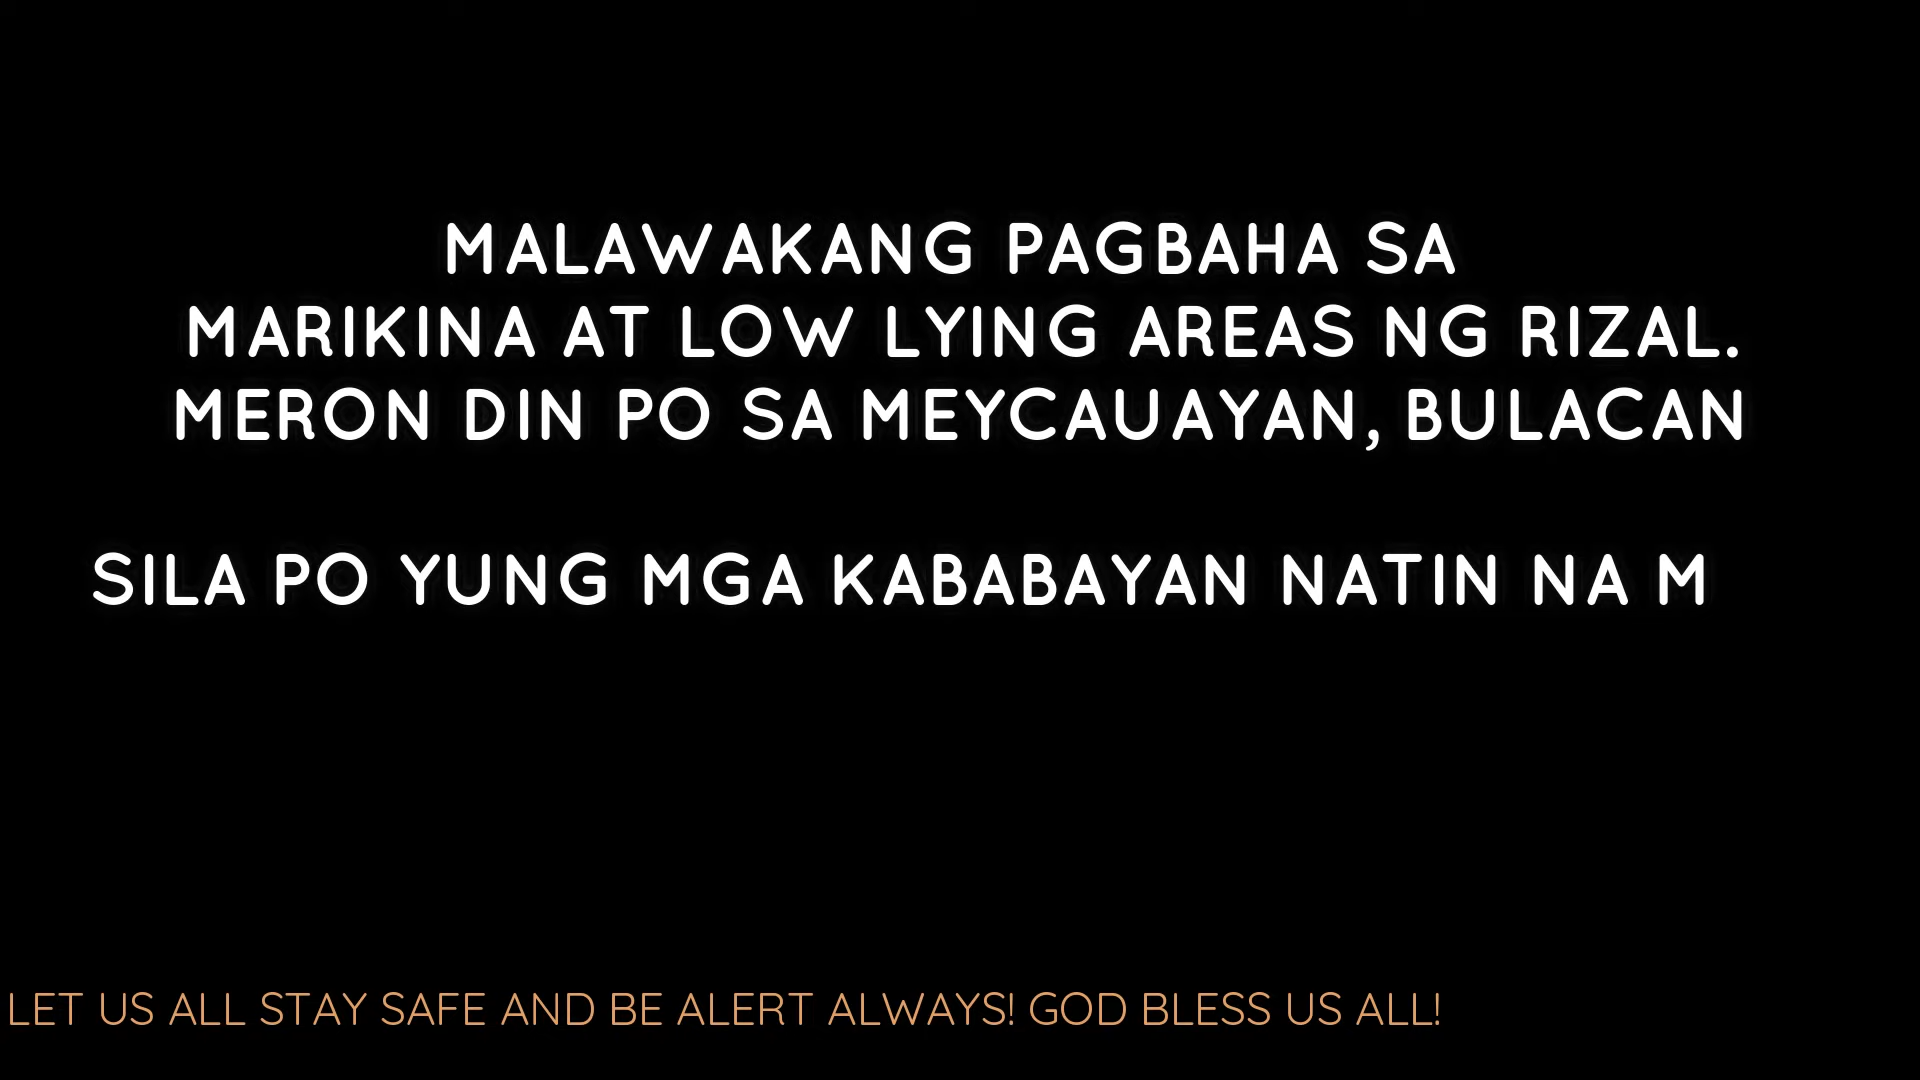 MALAWAKANG PAGBAHA SA
MARIKINA AT LOW LYING AREAS NG RIZAL.
MERON DIN PO SA MEYCAUAYAN, BULACAN
SILA PO YUNG MGA KABABAYAN NATIN NA M
LET US ALL STAY SAFE AND BE ALERT ALWAYS! GOD BLESS US ALL!